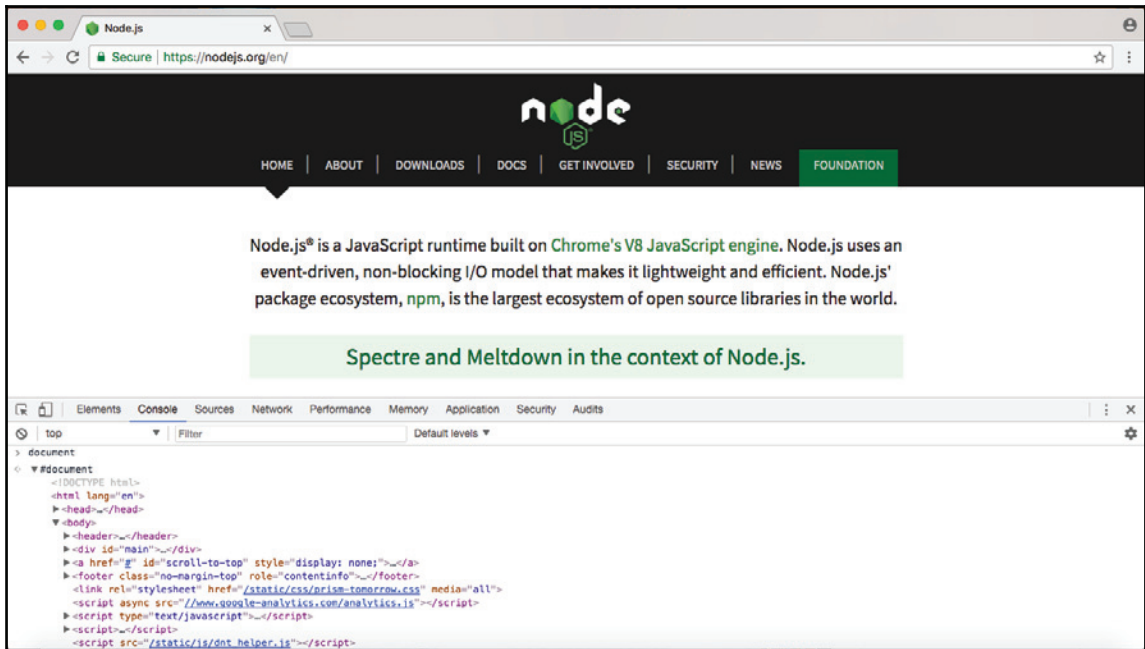 Node.js
Secure | https://nodejs.org/en/
node
JS
HOME | ABOUT | DOWNLOADS | DOCS | GET INVOLVED | SECURITY | NEWS FOUNDATION
Node.js® is a JavaScript runtime built on Chrome's V8 JavaScript engine. Node.js uses an
event-driven, non-blocking I/O model that makes it lightweight and efficient. Node.js'
package ecosystem, npm, is the largest ecosystem of open source libraries in the world.
Spectre and Meltdown in the context of Node.js.
Elements Console Sources Network Performance Memory Application Security Audits
top Filter Default levels
> document
#document
<!DOCTYPE html>
<html lang="en">
<head>…</head>
<body>
<header>…</header>
<div id="main">…</div>
<a href="#" id="scroll-to-top" style="display: none;">…</a>
<footer class="no-margin-top" role="contentinfo">…</footer>
<link rel="stylesheet" href="/static/css/prism-tomorrow.css" media="all">
<script async src="//www.google-analytics.com/analytics.js"></script>
<script type="text/javascript">…</script>
<script>…</script>
<script src="/static/js/dnt_helper.js"></script>